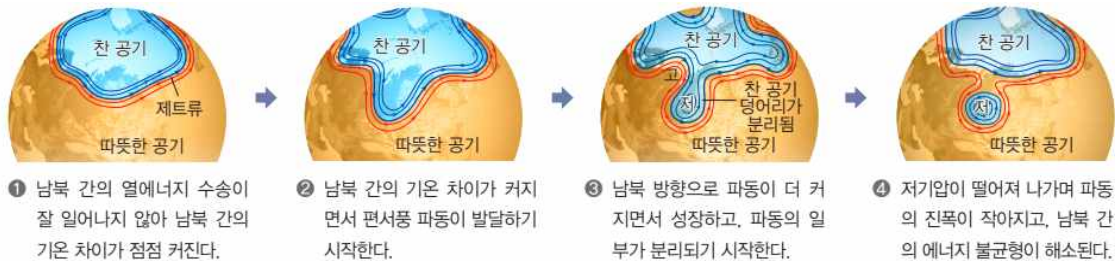 찬 공기
제트류
따뜻한 공기
찬 공기
따뜻한 공기
찬 공기
고
저
찬 공기
덩어리가
분리됨
따뜻한 공기
찬 공기
저
따뜻한 공기
❶ 남북 간의 열에너지 수송이
잘 일어나지 않아 남북 간의
기온 차이가 점점 커진다.
❷ 남북 간의 기온 차이가 커지
면서 편서풍 파동이 발달하기
시작한다.
❸ 남북 방향으로 파동이 더 커
지면서 성장하고, 파동의 일
부가 분리되기 시작한다.
❹ 저기압이 떨어져 나가며 파동
의 진폭이 작아지고, 남북 간
의 에너지 불균형이 해소된다.